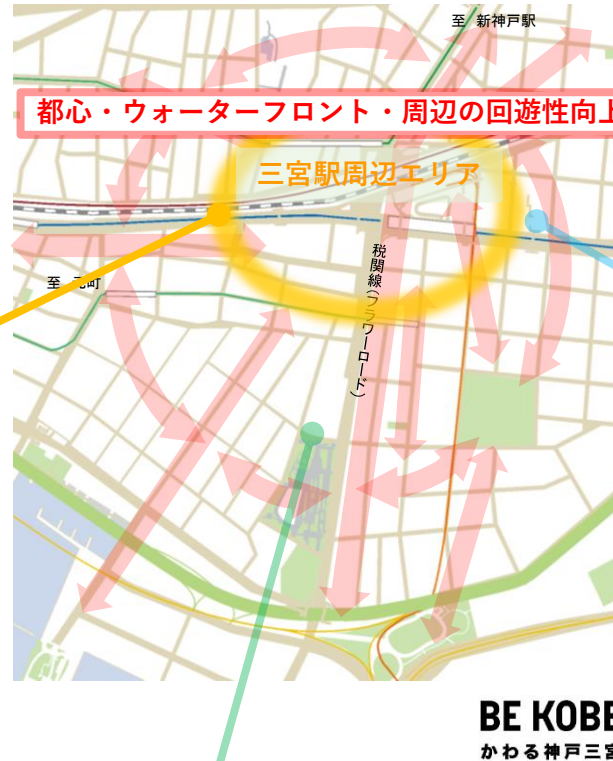 至 新神戸駅
都心・ウォーターフロント・周辺の回遊性向上
三宮駅周辺エリア
税関線(フラワーロード)
至 元町
BE KOBE
かわる神戸三宮